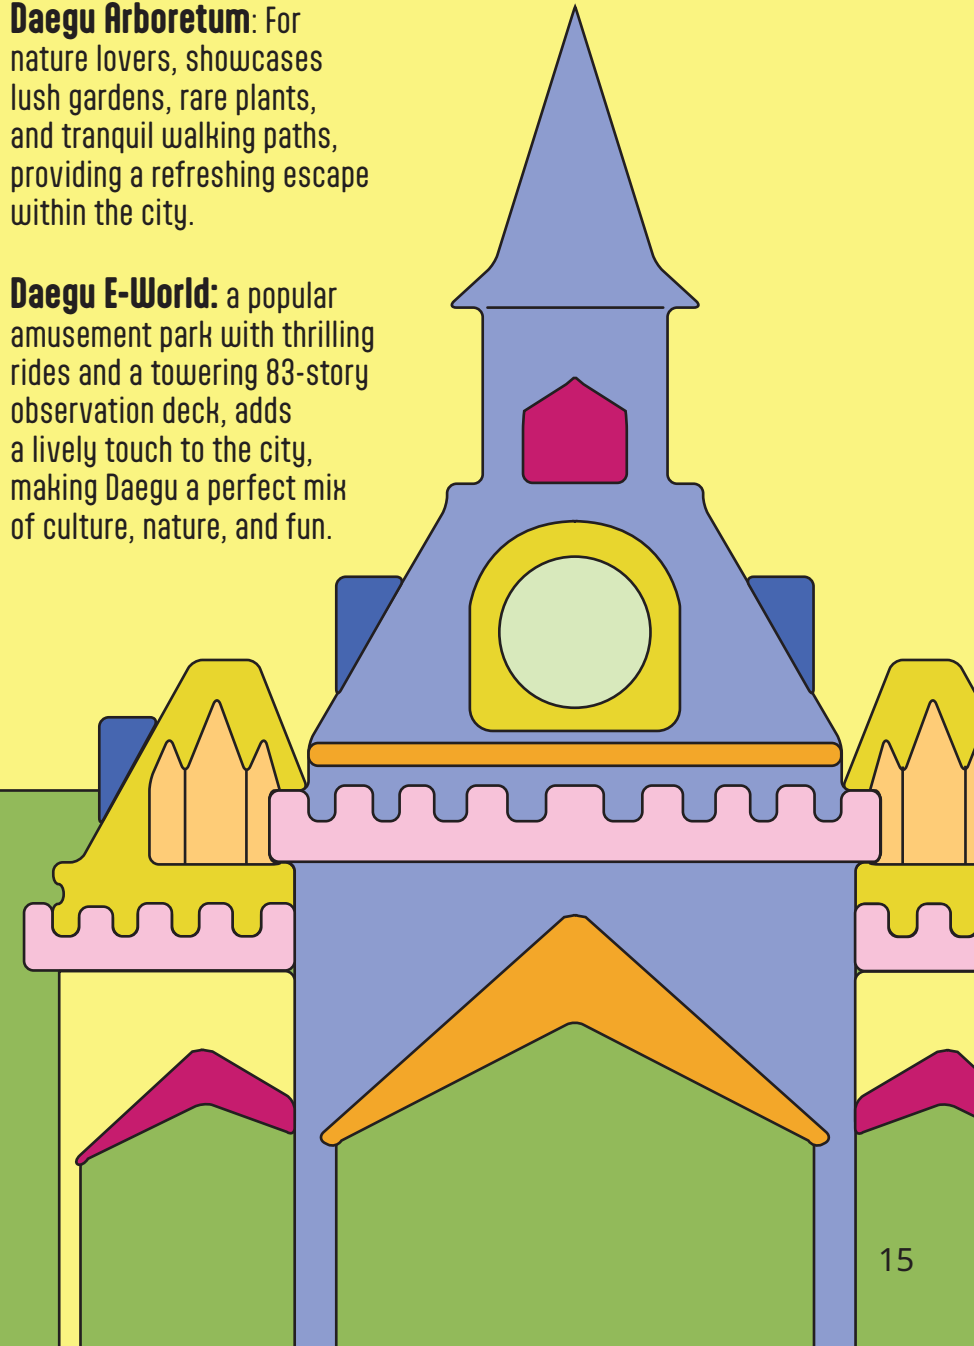 Daegu Arboretum: For
nature lovers, showcases
lush gardens, rare plants,
and tranquil walking paths,
providing a refreshing escape
within the city.
Daegu E-World: a popular
amusement park with thrilling
rides and a towering 83-story
observation deck, adds
a lively touch to the city,
making Daegu a perfect mix
of culture, nature, and fun.
15